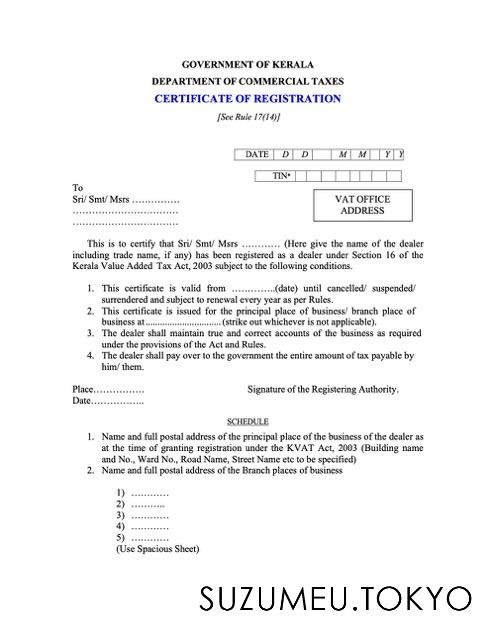 GOVERNMENT OF KERALA
DEPARTMENT OF COMMERCIAL TAXES
CERTIFICATE OF REGISTRATION
[See Rule 17(14)]
DATE D D M M Y Y
TIN*
To
Sri/ Smt/ Msrs ……………
……………………………
……………………………
VAT OFFICE
ADDRESS
This is to certify that Sri/ Smt/ Msrs ………… (Here give the name of the dealer
including trade name, if any) has been registered as a dealer under Section 16 of the
Kerala Value Added Tax Act, 2003 subject to the following conditions.
1. This certificate is valid from …………..(date) until cancelled/ suspended/
surrendered and subject to renewal every year as per Rules.
2. This certificate is issued for the principal place of business/ branch place of
business at..............................(strike out whichever is not applicable).
3. The dealer shall maintain true and correct accounts of the business as required
under the provisions of the Act and Rules.
4. The dealer shall pay over to the government the entire amount of tax payable by
him/ them.
Place……………. Signature of the Registering Authority.
Date……………..
SCHEDULE
1. Name and full postal address of the principal place of the business of the dealer as
at the time of granting registration under the KVAT Act, 2003 (Building name
and No., Ward No., Road Name, Street Name etc to be specified)
2. Name and full postal address of the Branch places of business
1) …………
2) ………..
3) …………
4) …………
5) …………
(Use Spacious Sheet)
SUZUMEU.TOKYO